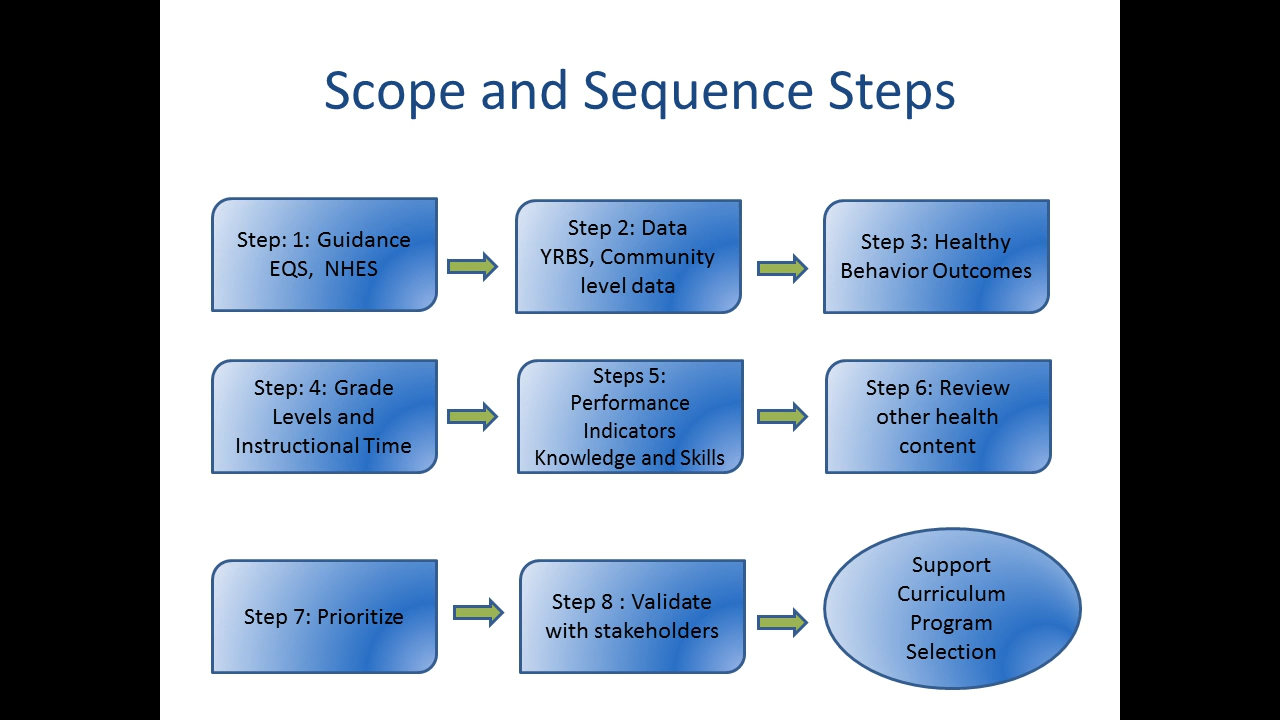 Scope and Sequence Steps
Step: 1: Guidance
EQS,  NHES
Step 2: Data
YRBS, Community
level data
Step 3: Healthy
Behavior Outcomes
Step: 4: Grade
Levels and
Instructional Time
Steps 5:
Performance
Indicators
Knowledge and Skills
Step 6: Review
other health
content
Step 7: Prioritize
Step 8 : Validate
with stakeholders
Support
Curriculum
Program
Selection